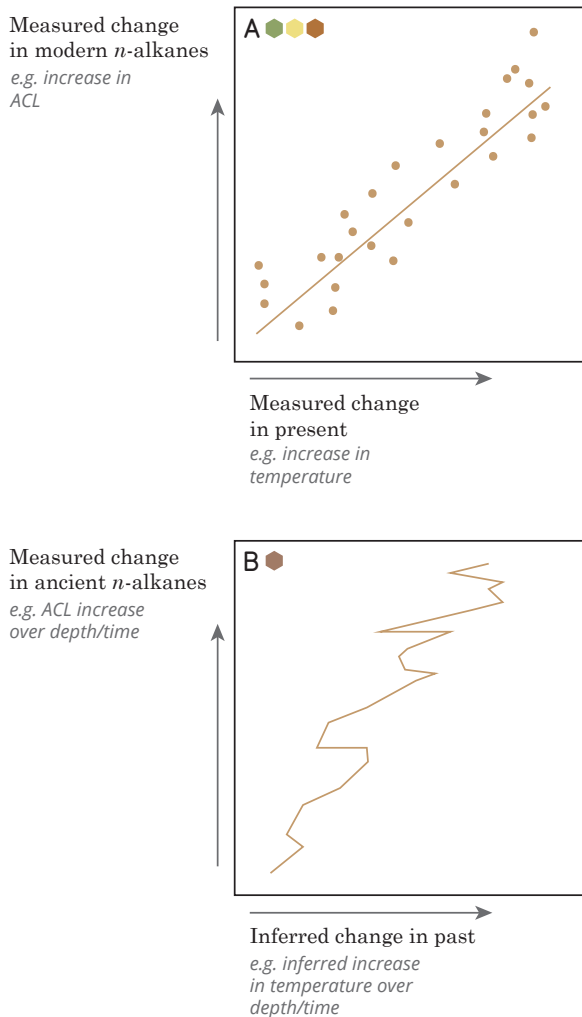 Measured change
in modern n-alkanes
e.g. increase in
ACL
A
Measured change
in present
e.g. increase in
temperature
Measured change
in ancient n-alkanes
e.g. ACL increase
over depth/time
B
Inferred change in past
e.g. inferred increase
in temperature over
depth/time